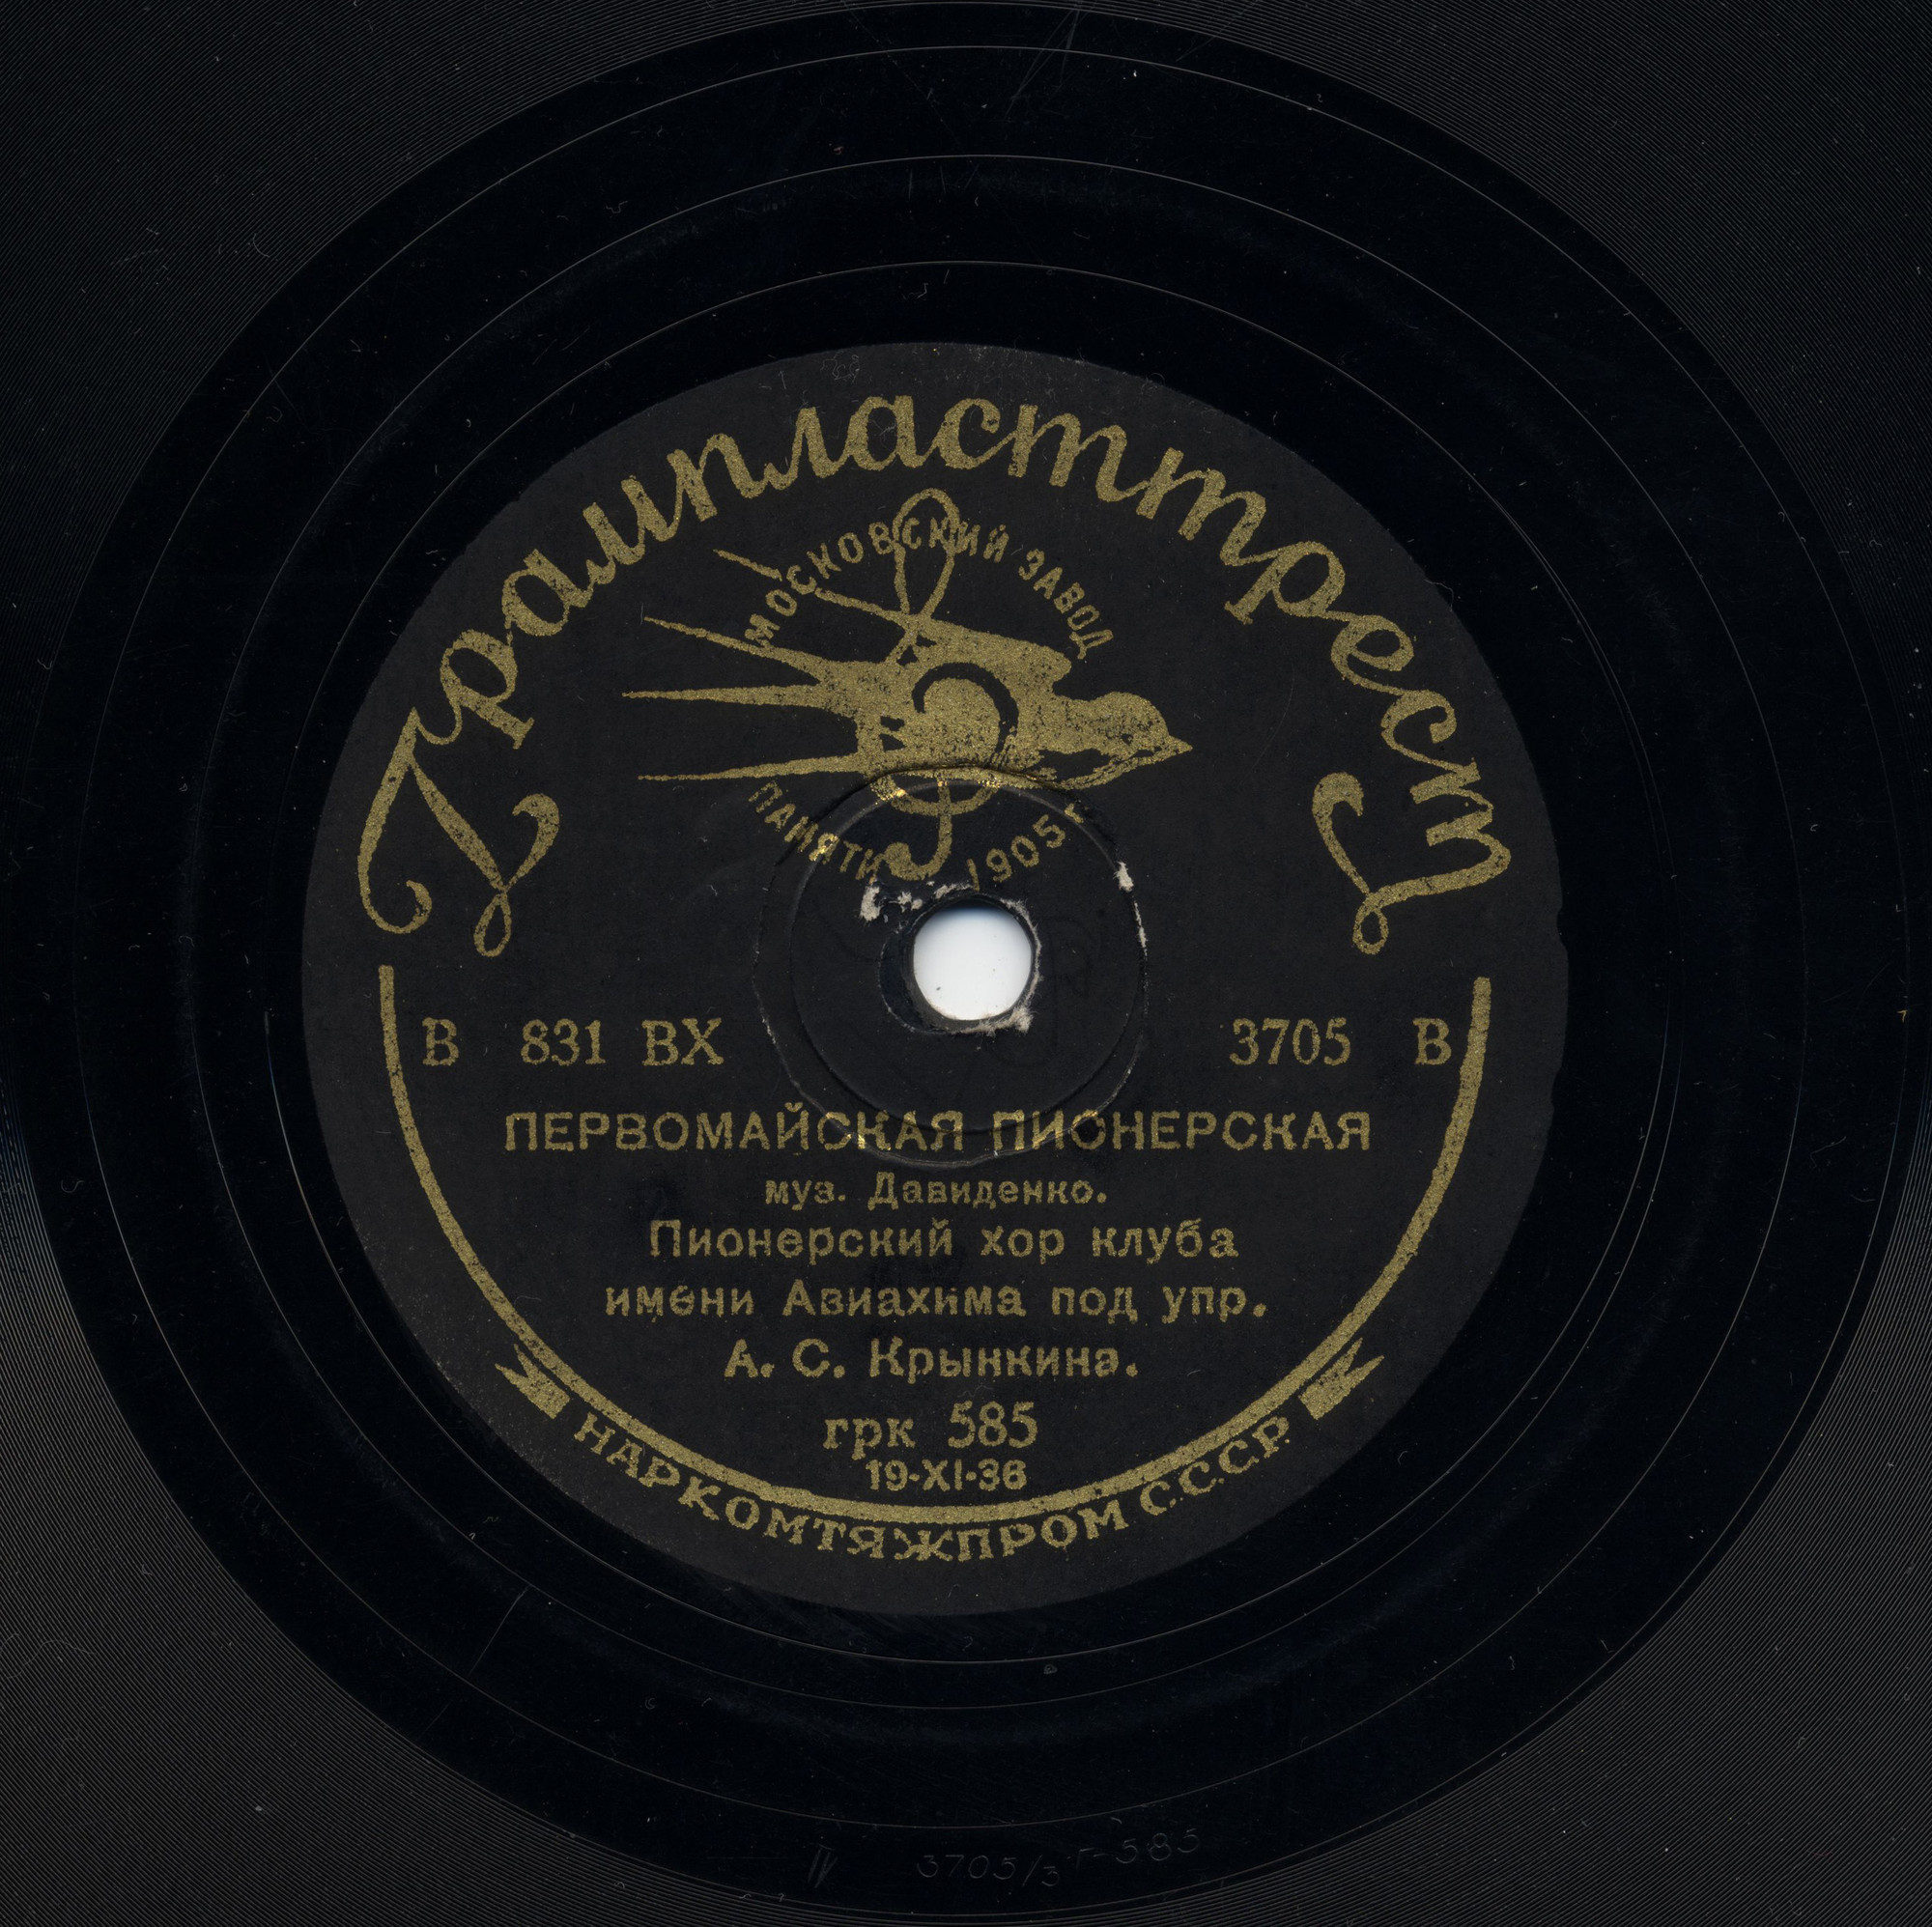 Грампласттрест
МОСКОВСКИЙ ЗАВОД
ПАМЯТИ 1905 г
В 831 ВХ 3705 В
ПЕРВОМАЙСКАЯ ПИОНЕРСКАЯ
муз. Давиденко.
Пионерский хор клуба
имени Авиахима под упр.
А. С. Крынкина.
грк 585
19-XI-36
НАРКОМТЯЖПРОМ С.С.С.Р.
3705/3 Г-585